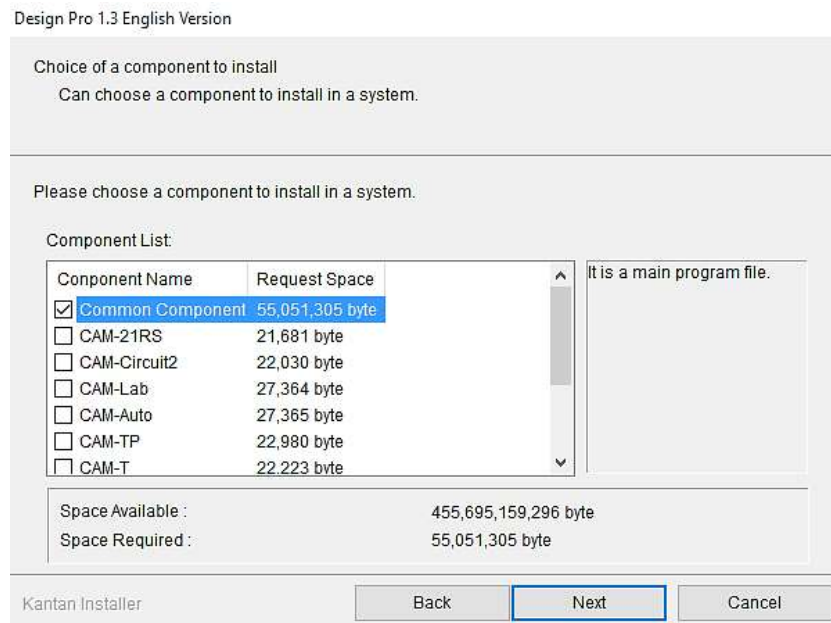 Design Pro 1.3 English Version
Choice of a component to install
Can choose a component to install in a system.
Please choose a component to install in a system.
Component List:
Conponent Name Request Space
Common Component 55,051,305 byte
CAM-21RS 21,681 byte
CAM-Circuit2 22,030 byte
CAM-Lab 27,364 byte
CAM-Auto 27,365 byte
CAM-TP 22,980 byte
CAM-T 22.223 byte
It is a main program file.
Space Available : 455,695,159,296 byte
Space Required : 55,051,305 byte
Kantan Installer
Back Next Cancel